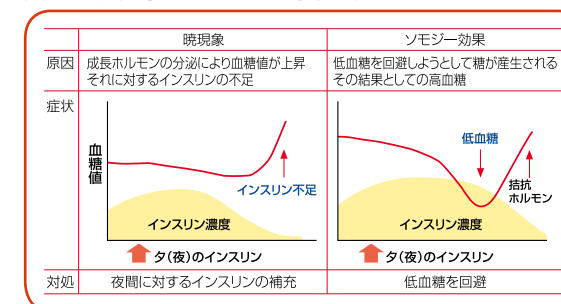 暁現象
ソモジー効果
原因
成長ホルモンの分泌により血糖値が上昇
それに対するインスリンの不足
低血糖を回避しようとして糖が産生される
その結果としての高血糖
症状
血糖値
インスリン不足
インスリン濃度
夕(夜)のインスリン
低血糖
拮抗
ホルモン
インスリン濃度
夕(夜)のインスリン
対処
夜間に対するインスリンの補充
低血糖を回避